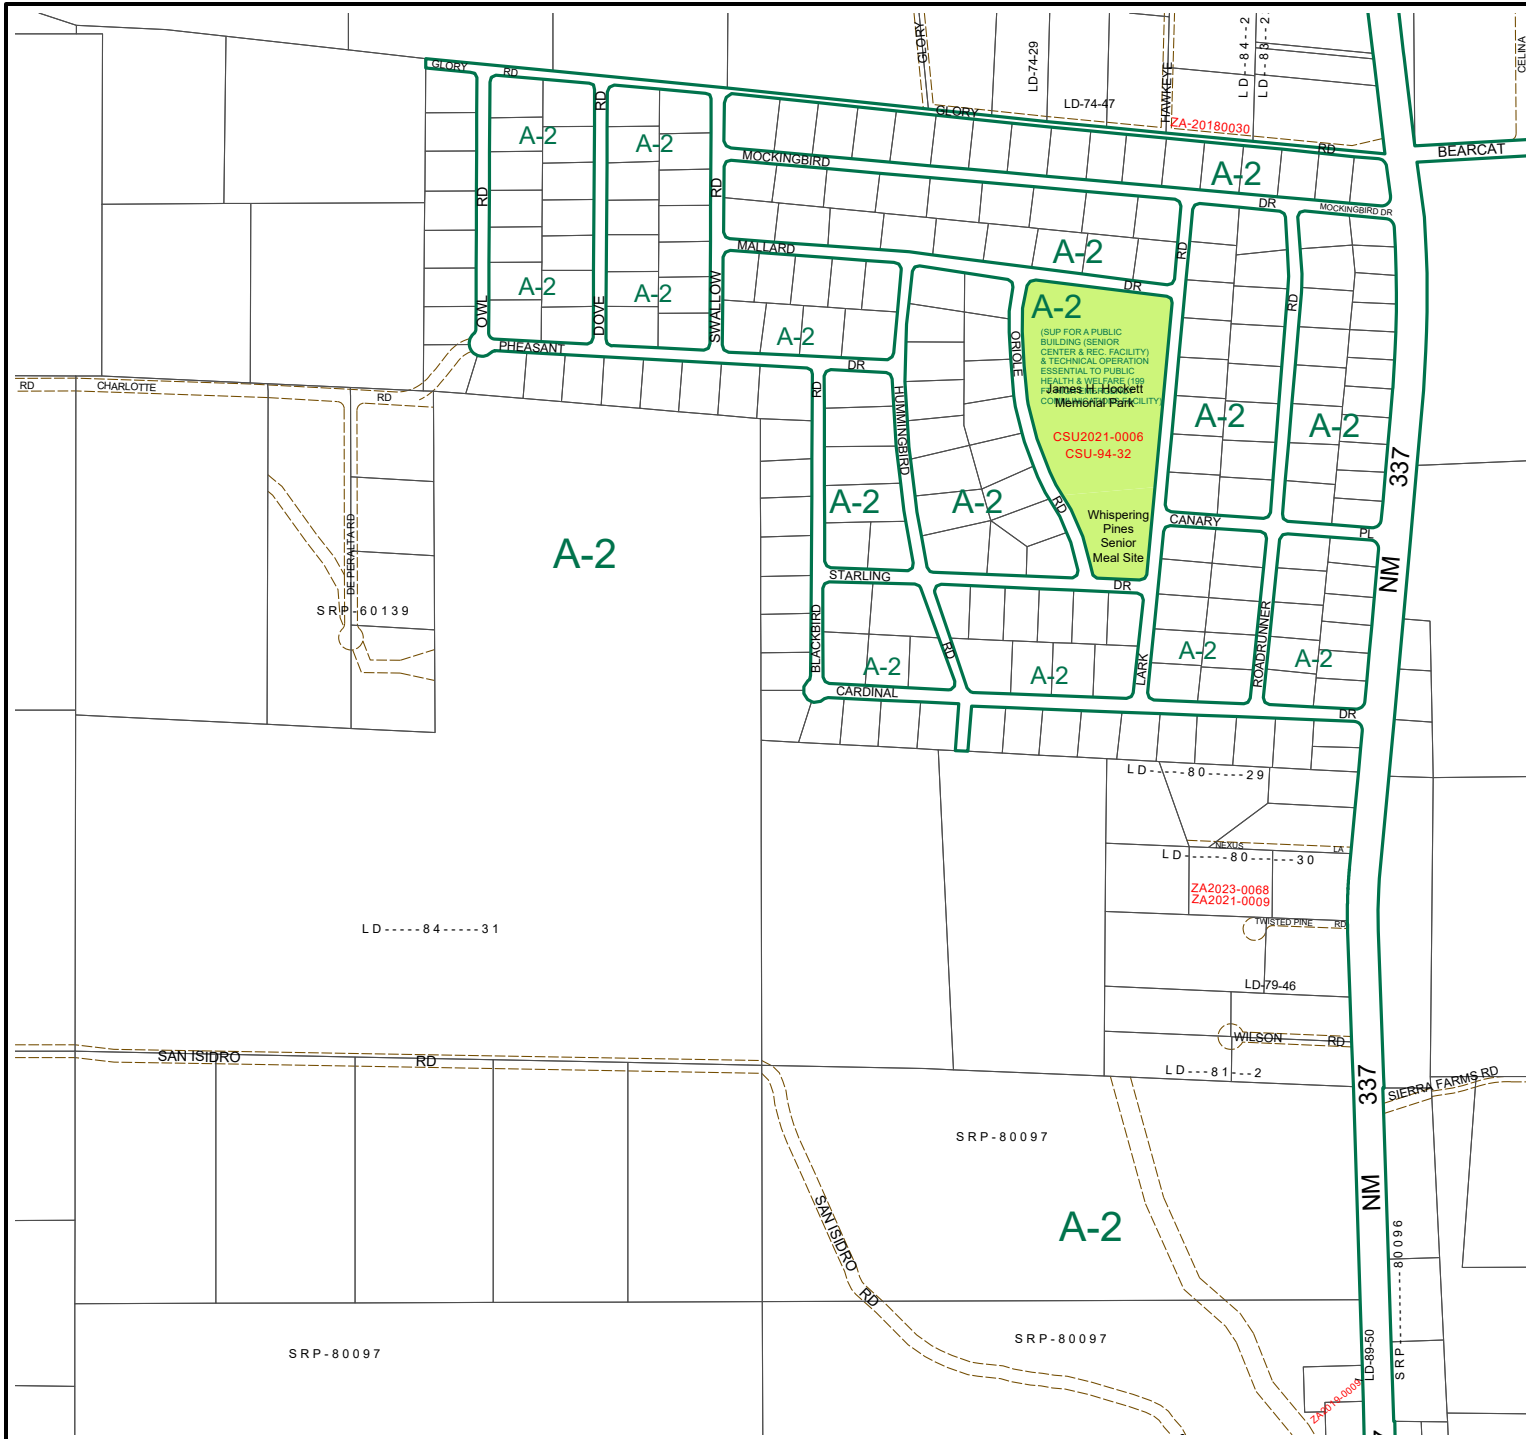 GLORY
RD
GLORY
LD-74-29
LD-74-47
HAWKEYE
LD--84--2
LD--83--2
CELINA
GLORY
ZA-20180030
RD
BEARCAT
A-2
RD
A-2
MOCKINGBIRD
A-2
DR
MOCKINGBIRD DR
RD
RD
MALLARD
A-2
RD
DR
A-2
OWL
DOVE
A-2
SWALLOW
A-2
PHEASANT
DR
ORIOLE
A-2
(SUP FOR A PUBLIC
BUILDING (SENIOR
CENTER & REC. FACILITY)
& TECHNICAL OPERATION
ESSENTIAL TO PUBLIC
HEALTH & WELFARE (199
James H. Hockett
Memorial Park
CSU2021-0006
CSU-94-32
Whispering
Pines
Senior
Meal Site
RD
A-2
A-2
337
NM
RD
CHARLOTTE
RD
RD
HUMMINGBIRD
A-2
A-2
RD
CANARY
PL
A-2
DE PERALTA RD
SRP-60139
STARLING
DR
BLACKBIRD
A-2
RD
A-2
LARK
A-2
ROADRUNNER
A-2
CARDINAL
DR
LD-----80-----29
NEXUS
LA
LD------80------30
ZA2023-0068
ZA2021-0009
TWISTED PINE
RD
LD-----84-----31
LD-79-46
WILSON
RD
LD---81---2
SAN ISIDRO
RD
337
NM
SIERRA FARMS RD
SRP-80097
SAN ISIDRO
RD
A-2
SRP-80097
SRP-80097
LD-89-50
SRP----------80096
ZA2019-0009